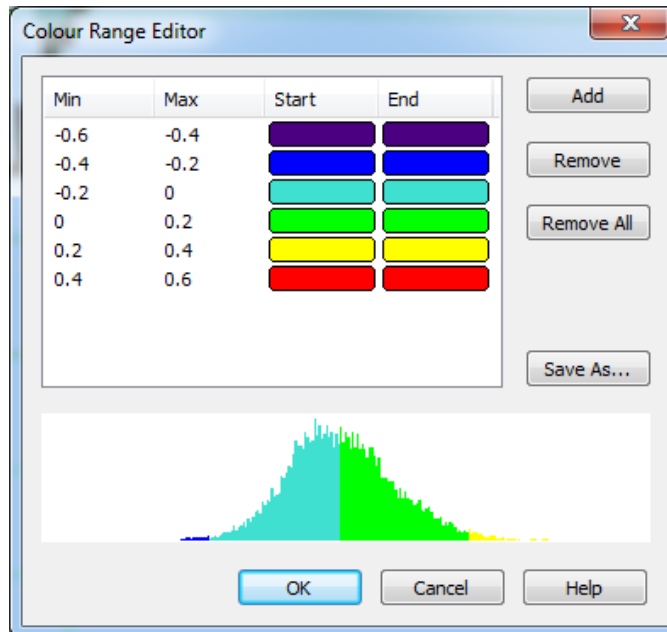 Colour Range Editor
Min Max Start End
-0.6 -0.4
-0.4 -0.2
-0.2 0
0 0.2
0.2 0.4
0.4 0.6
Add
Remove
Remove All
Save As...
OK Cancel Help